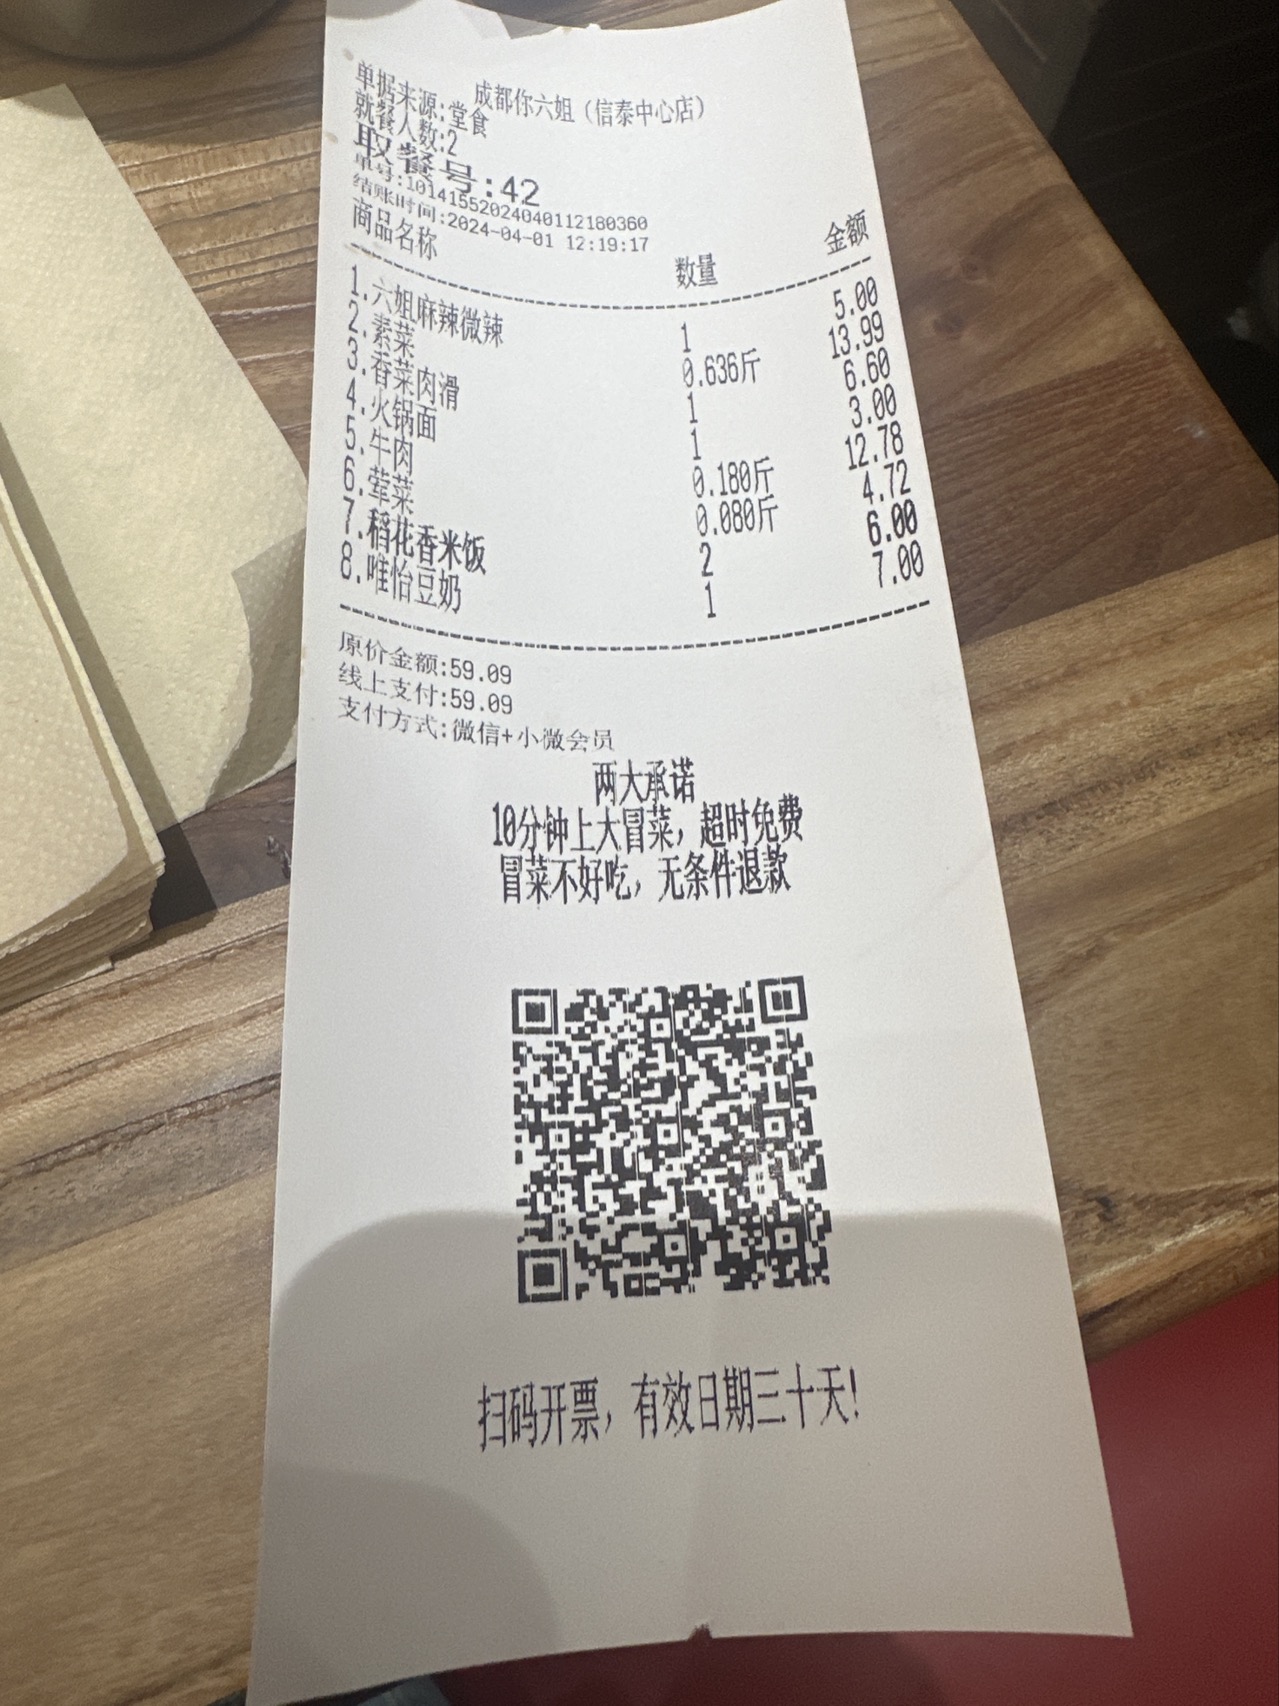 成都你六姐（信泰中心店）
单据来源:堂食
就餐人数:2
取餐号:42
单号:10141552024040112180360
结账时间:2024-04-01 12:19:17
商品名称 数量 金额
1.六姐麻辣微辣 1 5.00
2.素菜 0.636斤 13.99
3.香菜肉滑 1 6.60
4.火锅面 1 3.00
5.牛肉 0.180斤 12.78
6.荤菜 0.080斤 4.72
7.稻花香米饭 2 6.00
8.唯怡豆奶 1 7.00
原价金额:59.09
线上支付:59.09
支付方式:微信+小微会员
两大承诺
10分钟上大冒菜，超时免费
冒菜不好吃，无条件退款
扫码开票，有效日期三十天!